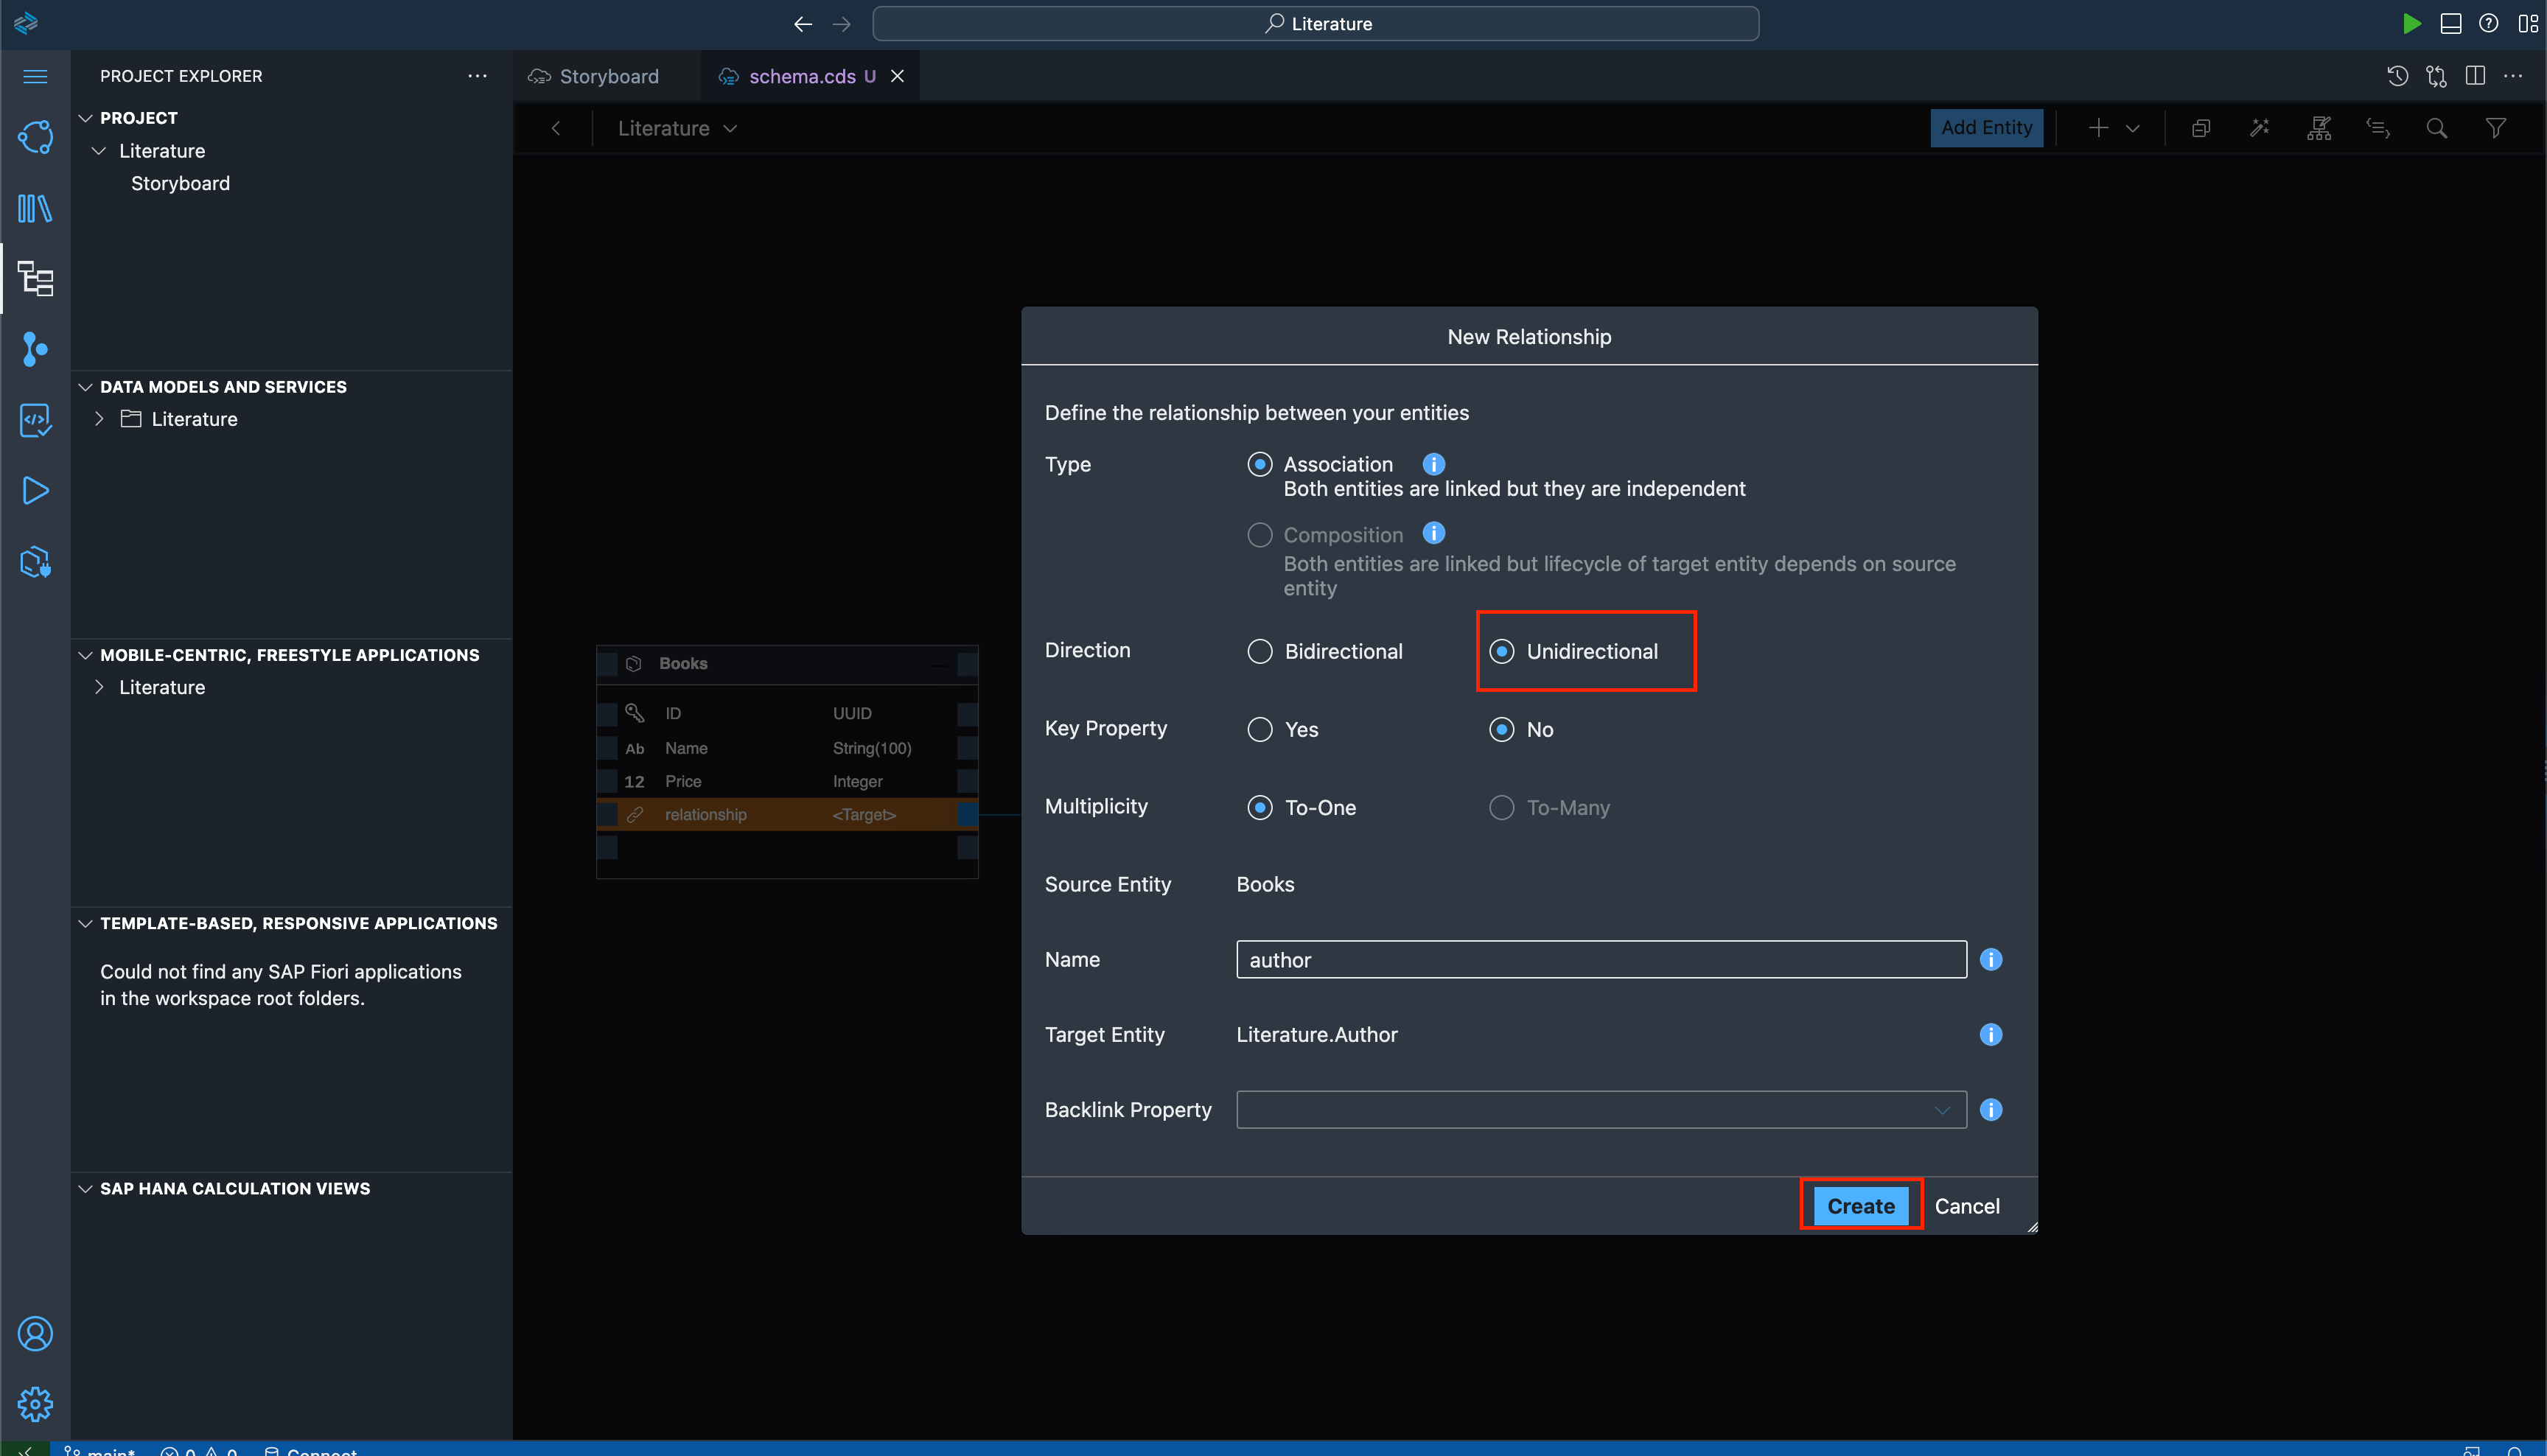 Literature
PROJECT EXPLORER
PROJECT
Literature
Storyboard
DATA MODELS AND SERVICES
Literature
MOBILE-CENTRIC, FREESTYLE APPLICATIONS
Literature
TEMPLATE-BASED, RESPONSIVE APPLICATIONS
Could not find any SAP Fiori applications
in the workspace root folders.
SAP HANA CALCULATION VIEWS
Storyboard
schema.cds U
Literature
Add Entity
Books
ID UUID
Ab Name String(100)
12 Price Integer
relationship <Target>
New Relationship
Define the relationship between your entities
Type
Association
Both entities are linked but they are independent
Composition
Both entities are linked but lifecycle of target entity depends on source
entity
Direction Bidirectional Unidirectional
Key Property Yes No
Multiplicity To-One To-Many
Source Entity Books
Name author
Target Entity Literature.Author
Backlink Property
Create Cancel
main* 0 0 Connect